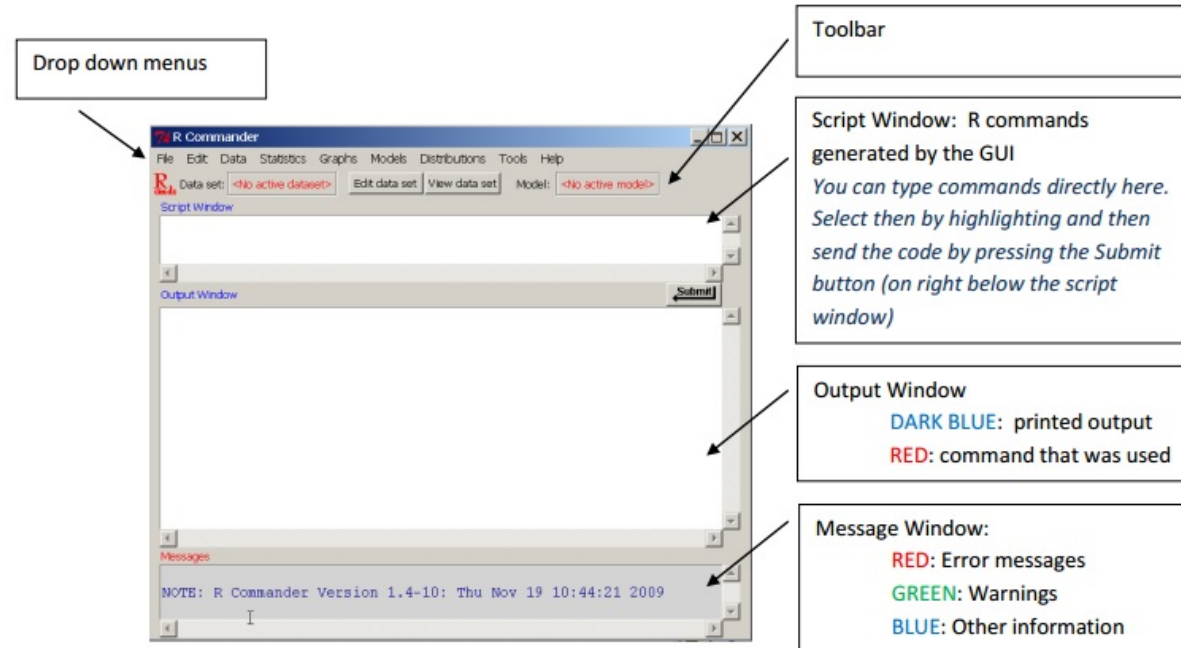 Drop down menus
Toolbar
Script Window: R commands
generated by the GUI
You can type commands directly here.
Select then by highlighting and then
send the code by pressing the Submit
button (on right below the script
window)
Output Window
DARK BLUE: printed output
RED: command that was used
Message Window:
RED: Error messages
GREEN: Warnings
BLUE: Other information
R Commander
File Edit Data Statistics Graphs Models Distributions Tools Help
R Data set: <No active dataset> Edit data set View data set Model: <No active model>
Script Window
Output Window
Submit
Messages
NOTE: R Commander Version 1.4-10: Thu Nov 19 10:44:21 2009